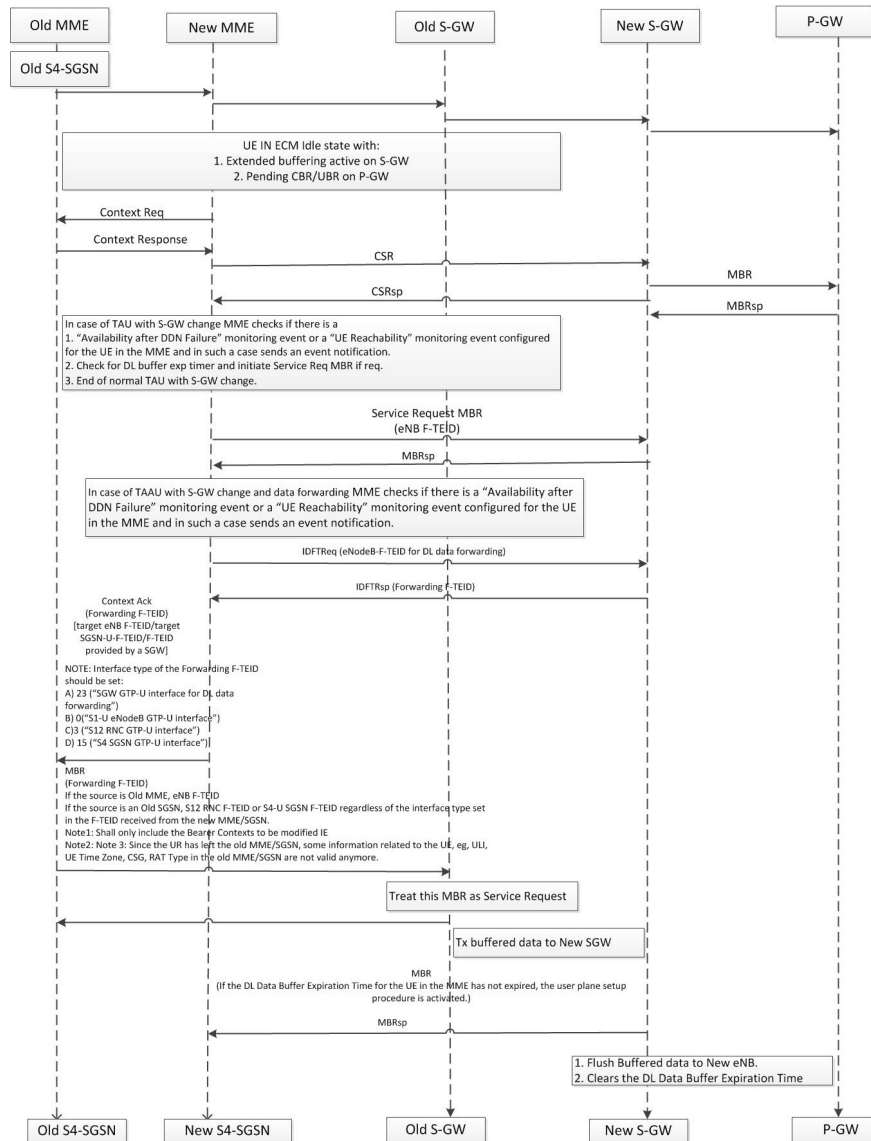 Old MME
New MME
Old S-GW
New S-GW
P-GW
Old S4-SGSN
UE IN ECM Idle state with:
1. Extended buffering active on S-GW
2. Pending CBR/UBR on P-GW
Context Req
Context Response
CSR
MBR
CSRsp
MBRsp
In case of TAU with S-GW change MME checks if there is a
1. “Availability after DDN Failure” monitoring event or a “UE Reachability” monitoring event configured
for the UE in the MME and in such a case sends an event notification.
2. Check for DL buffer exp timer and initiate Service Req MBR if req.
3. End of normal TAU with S-GW change.
Service Request MBR
(eNB F-TEID)
MBRsp
In case of TAAU with S-GW change and data forwarding MME checks if there is a “Availability after
DDN Failure” monitoring event or a “UE Reachability” monitoring event configured for the UE
in the MME and in such a case sends an event notification.
IDFTReq (eNodeB-F-TEID for DL data forwarding)
IDFTRsp (Forwarding F-TEID)
Context Ack
(Forwarding F-TEID)
[target eNB F-TEID/target
SGSN-U-F-TEID/F-TEID
provided by a SGW]
NOTE: Interface type of the Forwarding F-TEID
should be set:
A) 23 (“SGW GTP-U interface for DL data
forwarding”)
B) 0(“S1-U eNodeB GTP-U interface”)
C)3 (“S12 RNC GTP-U interface”)
D) 15 (“S4 SGSN GTP-U interface”)
MBR
(Forwarding F-TEID)
If the source is Old MME, eNB F-TEID
If the source is an Old SGSN, S12 RNC F-TEID or S4-U SGSN F-TEID regardless of the interface type set
in the F-TEID received from the new MME/SGSN.
Note1: Shall only include the Bearer Contexts to be modified IE
Note2: Note 3: Since the UR has left the old MME/SGSN, some information related to the UE, eg, ULI,
UE Time Zone, CSG, RAT Type in the old MME/SGSN are not valid anymore.
Treat this MBR as Service Request
Tx buffered data to New SGW
MBR
(If the DL Data Buffer Expiration Time for the UE in the MME has not expired, the user plane setup
procedure is activated.)
MBRsp
1. Flush Buffered data to New eNB.
2. Clears the DL Data Buffer Expiration Time
Old S4-SGSN
New S4-SGSN
Old S-GW
New S-GW
P-GW